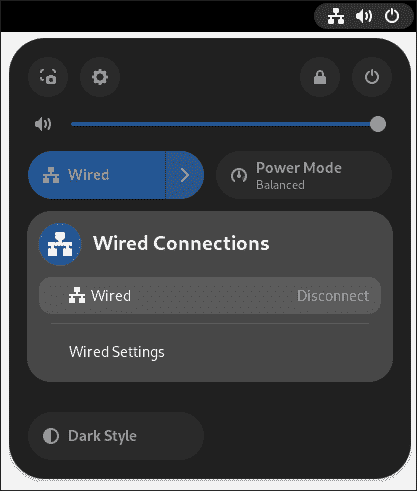 Wired
Power Mode
Balanced
Wired Connections
Wired Disconnect
Wired Settings
Dark Style